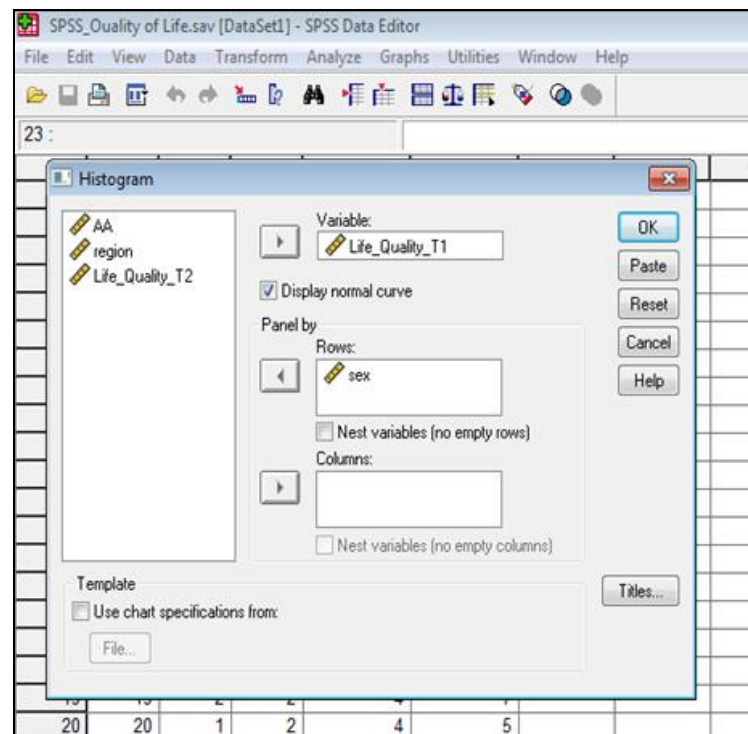 SPSS_Ouality of Life.sav [DataSet1] - SPSS Data Editor
File Edit View Data Transform Analyze Graphs Utilities Window Help
23 :
Histogram
AA
region
Life_Quality_T2
Variable:
Life_Quality_T1
Display normal curve
Panel by
Rows:
sex
Nest variables (no empty rows)
Columns:
Nest variables (no empty columns)
OK
Paste
Reset
Cancel
Help
Template
Use chart specifications from:
File...
Titles...
20 20 1 2 4 5